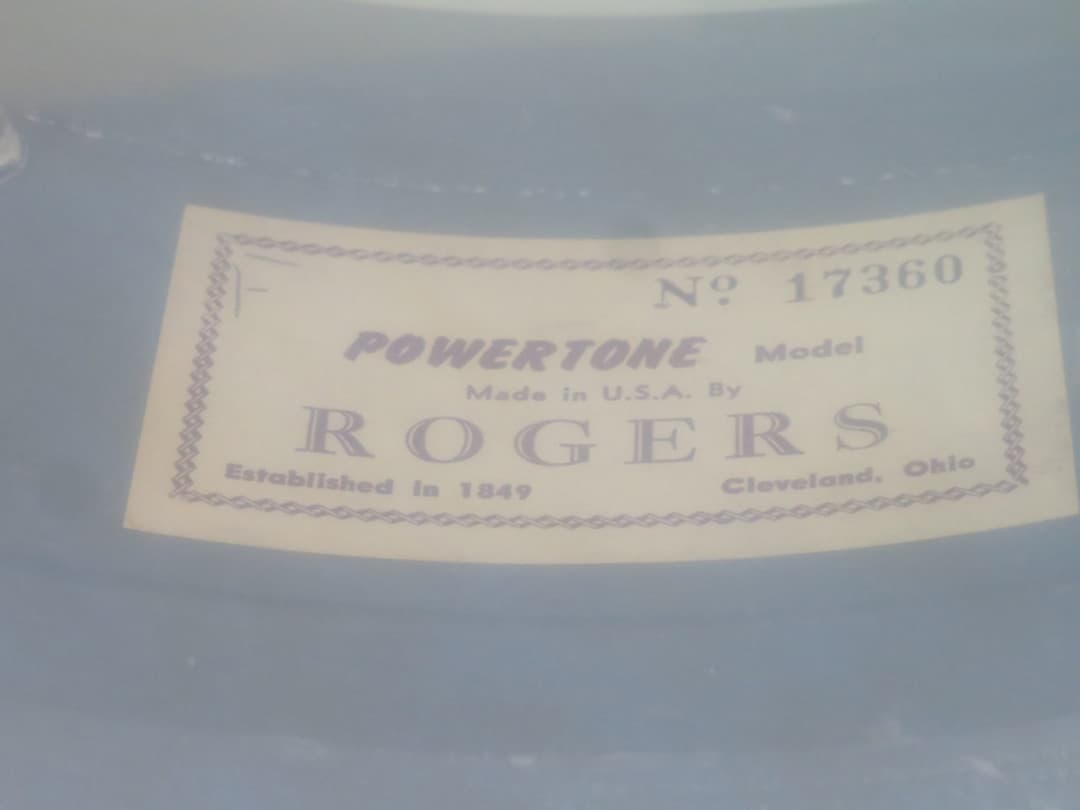 Nº 17360
POWERTONE Model
Made in U.S.A. By
ROGERS
Established in 1849 Cleveland, Ohio